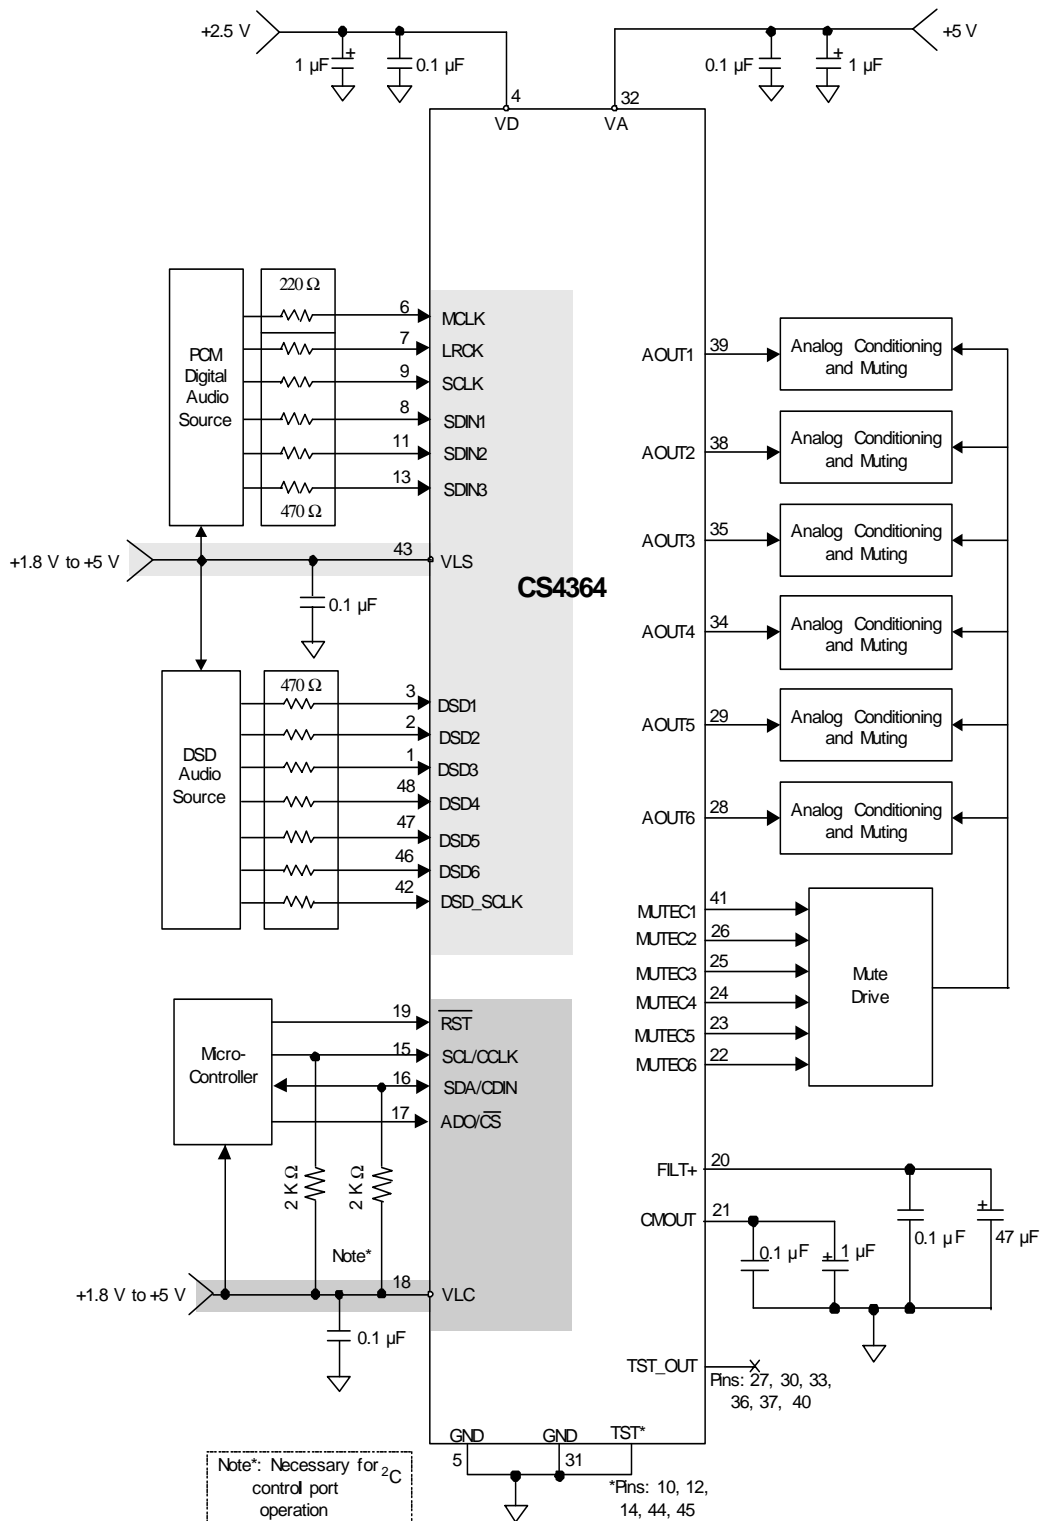 +2.5 V
+5 V
1 µF
+
0.1 µF
0.1 µF
+
1 µF
4
32
VD
VA
220 Ω
PCM
Digital
Audio
Source
6
MCLK
7
LRCK
9
SCLK
8
SDIN1
11
SDIN2
13
SDIN3
470 Ω
+1.8 V to +5 V
43
VLS
0.1 µF
CS4364
470 Ω
DSD
Audio
Source
3
DSD1
2
DSD2
1
DSD3
48
DSD4
47
DSD5
46
DSD6
42
DSD_SCLK
Micro-
Controller
19
RST
15
SCL/CCLK
16
SDA/CDIN
17
ADO/CS
2 K Ω
2 K Ω
Note*
+1.8 V to +5 V
18
VLC
0.1 µF
AOUT1
39
Analog Conditioning
and Muting
AOUT2
38
Analog Conditioning
and Muting
AOUT3
35
Analog Conditioning
and Muting
AOUT4
34
Analog Conditioning
and Muting
AOUT5
29
Analog Conditioning
and Muting
AOUT6
28
Analog Conditioning
and Muting
MUTEC1
41
MUTEC2
26
MUTEC3
25
MUTEC4
24
MUTEC5
23
MUTEC6
22
Mute
Drive
FILT+
20
CMOUT
21
0.1 µF
+
1 µF
0.1 µF
+
47 µF
TST_OUT
Pins: 27, 30, 33,
36, 37, 40
GND
5
GND
31
TST*
*Pins: 10, 12,
14, 44, 45
Note*: Necessary for ²C
control port
operation